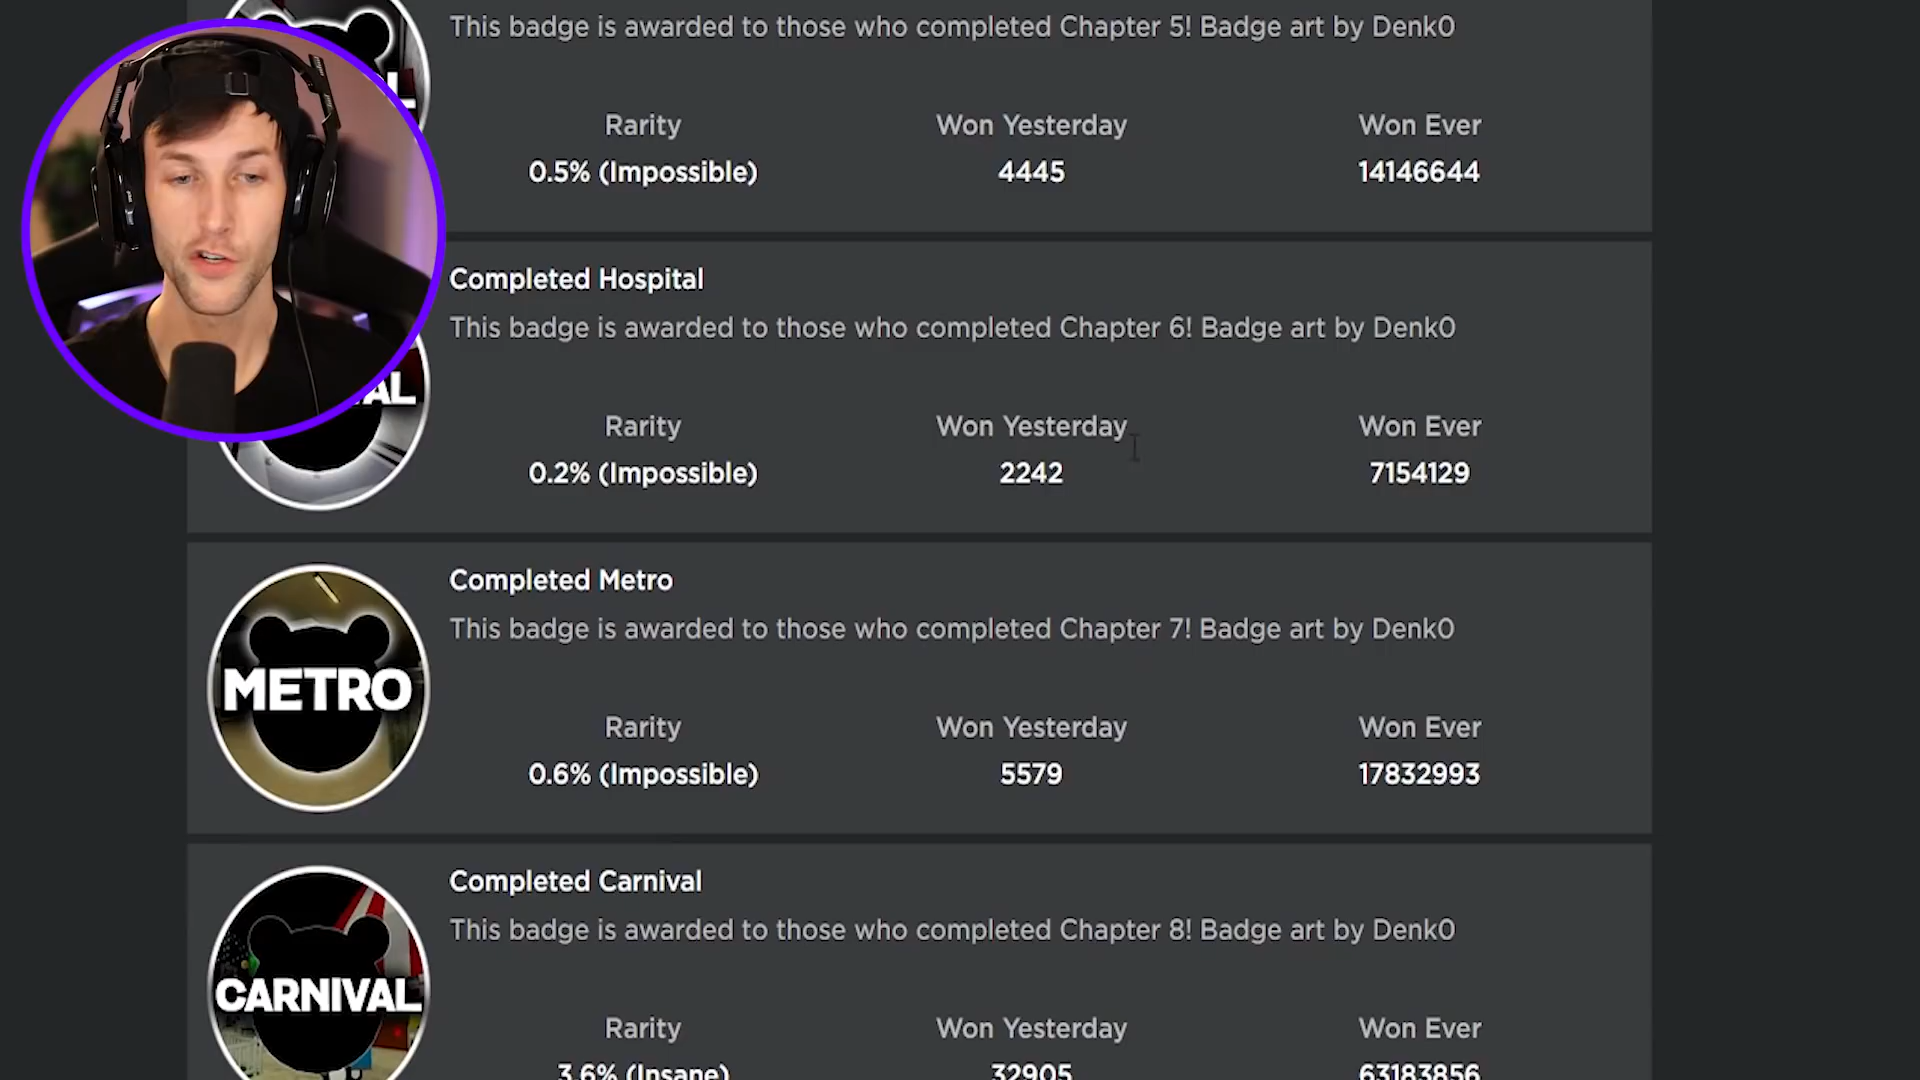 This badge is awarded to those who completed Chapter 5! Badge art by Denk0
Rarity Won Yesterday Won Ever
0.5% (Impossible) 4445 14146644
Completed Hospital
This badge is awarded to those who completed Chapter 6! Badge art by Denk0
Rarity Won Yesterday Won Ever
0.2% (Impossible) 2242 7154129
Completed Metro
This badge is awarded to those who completed Chapter 7! Badge art by Denk0
METRO
Rarity Won Yesterday Won Ever
0.6% (Impossible) 5579 17832993
Completed Carnival
This badge is awarded to those who completed Chapter 8! Badge art by Denk0
CARNIVAL
Rarity Won Yesterday Won Ever
3.6% (Insane) 32905 63183856